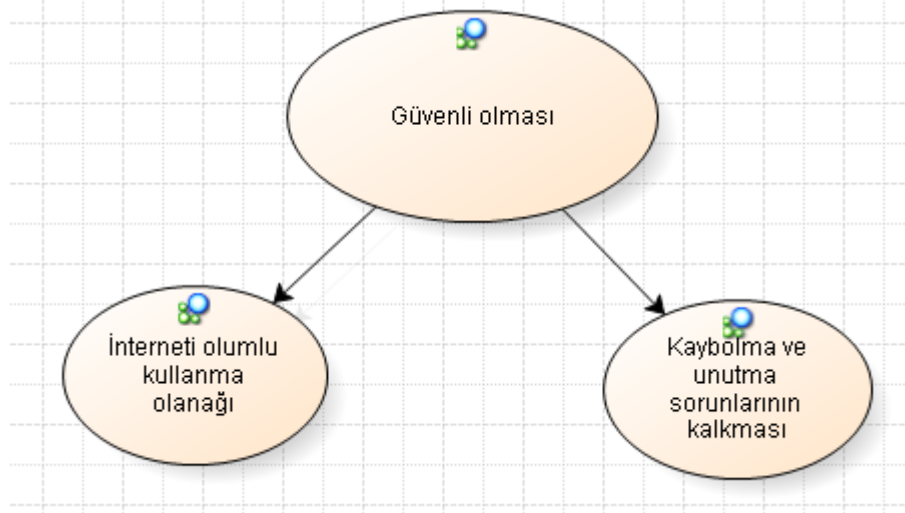 Güvenli olması
İnterneti olumlu
kullanma
olanağı
Kaybolma ve
unutma
sorunlarının
kalkması